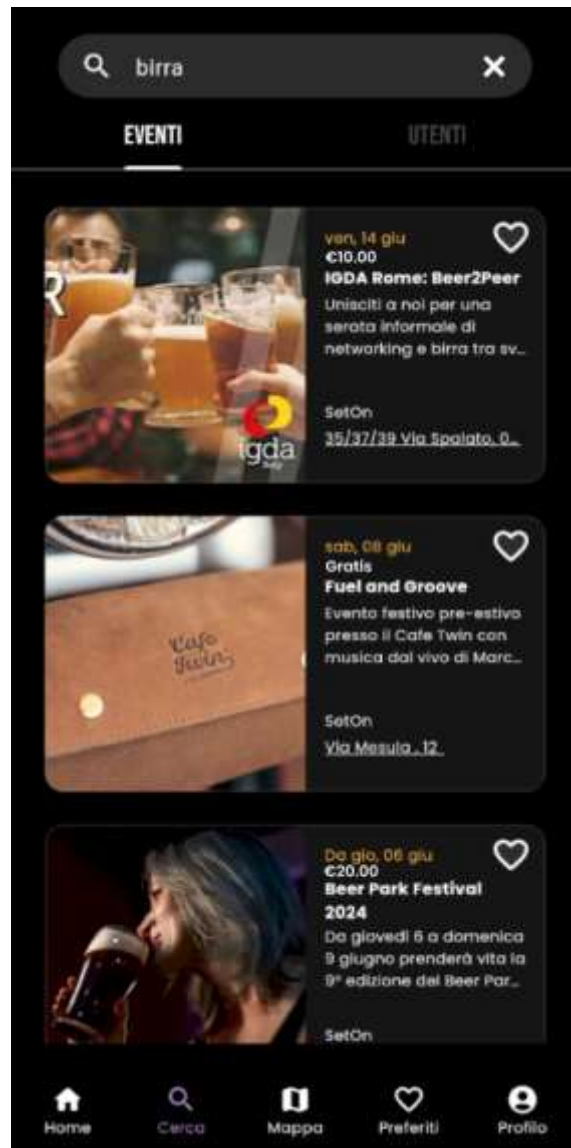 birra
EVENTI
UTENTI
R
igda
Italy
ven, 14 giu
€10.00
IGDA Rome: Beer2Peer
Unisciti a noi per una
serata informale di
networking e birra tra sv...
SetOn
35/37/39 Via Spalato, 0...
Cafe
Twin
sab, 08 giu
Gratis
Fuel and Groove
Evento festivo pre-estivo
presso il Cafe Twin con
musica dal vivo di Marc...
SetOn
Via Mesula , 12
Da gio, 06 giu
€20.00
Beer Park Festival
2024
Da giovedì 6 a domenica
9 giugno prenderà vita la
9ª edizione del Beer Par...
SetOn
Home
Cerca
Mappa
Preferiti
Profilo